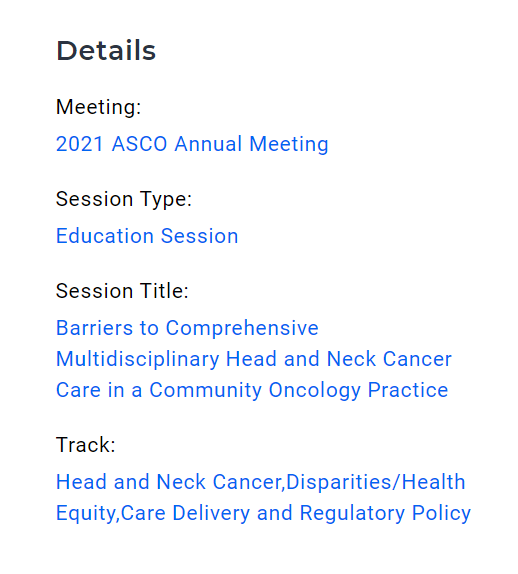 Details
Meeting:
2021 ASCO Annual Meeting
Session Type:
Education Session
Session Title:
Barriers to Comprehensive
Multidisciplinary Head and Neck Cancer
Care in a Community Oncology Practice
Track:
Head and Neck Cancer,Disparities/Health
Equity,Care Delivery and Regulatory Policy